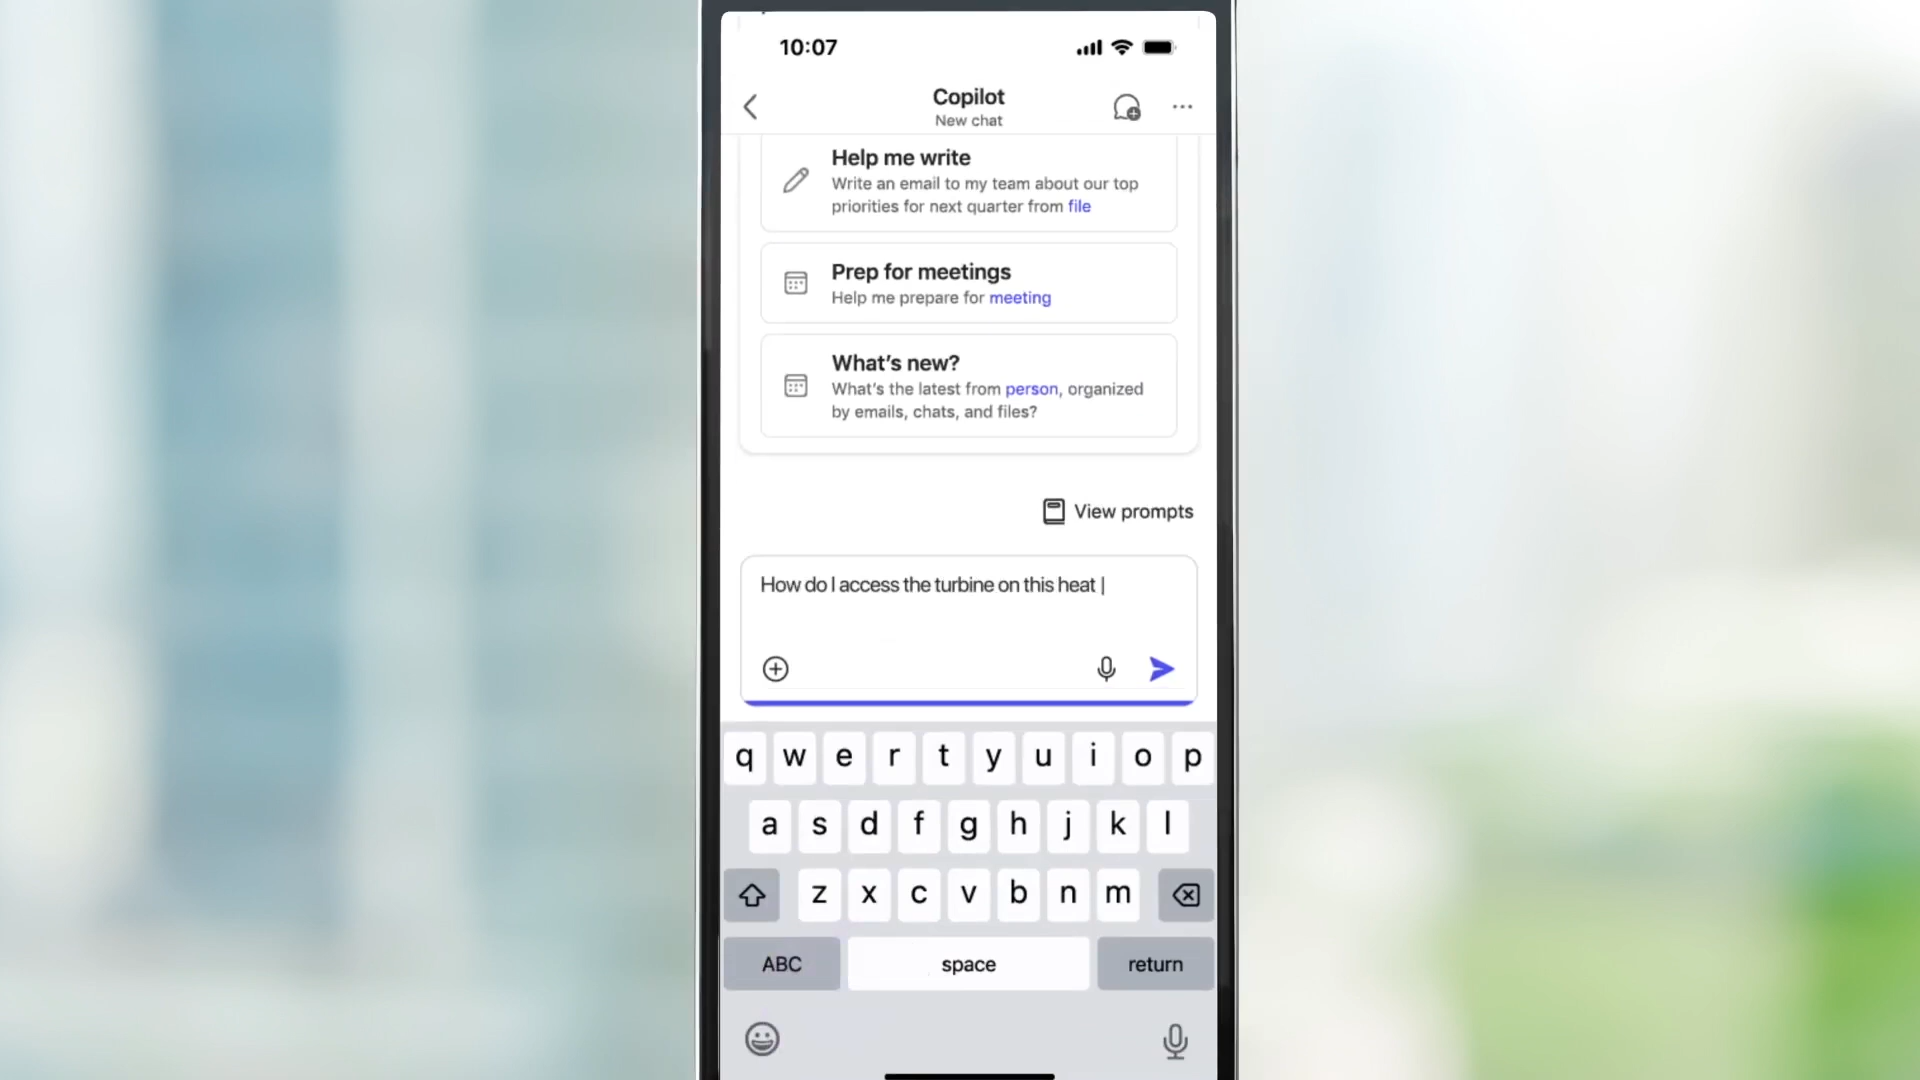 10:07
Copilot
New chat
Help me write
Write an email to my team about our top
priorities for next quarter from file
Prep for meetings
Help me prepare for meeting
What's new?
What's the latest from person, organized
by emails, chats, and files?
View prompts
How do I access the turbine on this heat
q w e r t y u i o p
a s d f g h j k l
z x c v b n m
ABC space return